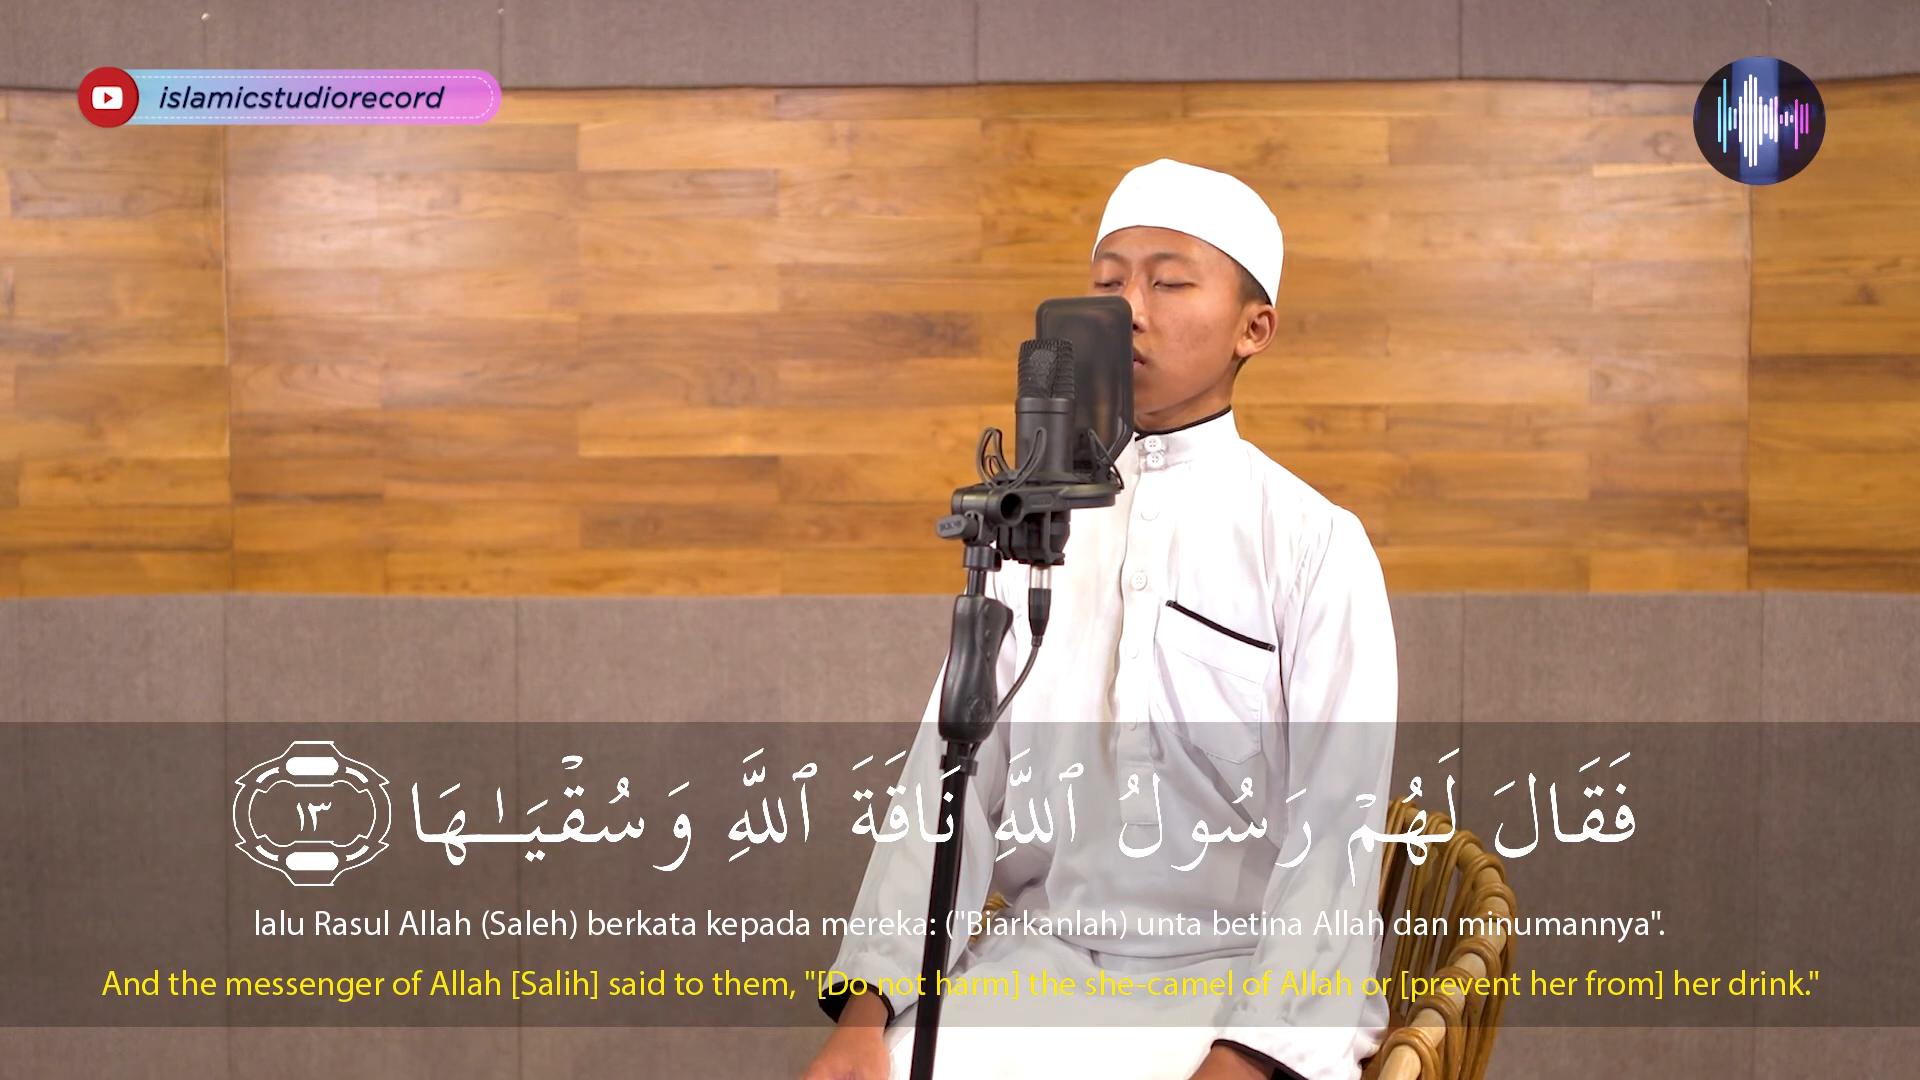 islamicstudiorecord
فَقَالَ لَهُمْ رَسُولُ ٱللَّهِ نَاقَةَ ٱللَّهِ وَسُقْيَـٰهَا ١٣
lalu Rasul Allah (Saleh) berkata kepada mereka: ("Biarkanlah) unta betina Allah dan minumannya".
And the messenger of Allah [Salih] said to them, "[Do not harm] the she-camel of Allah or [prevent her from] her drink."